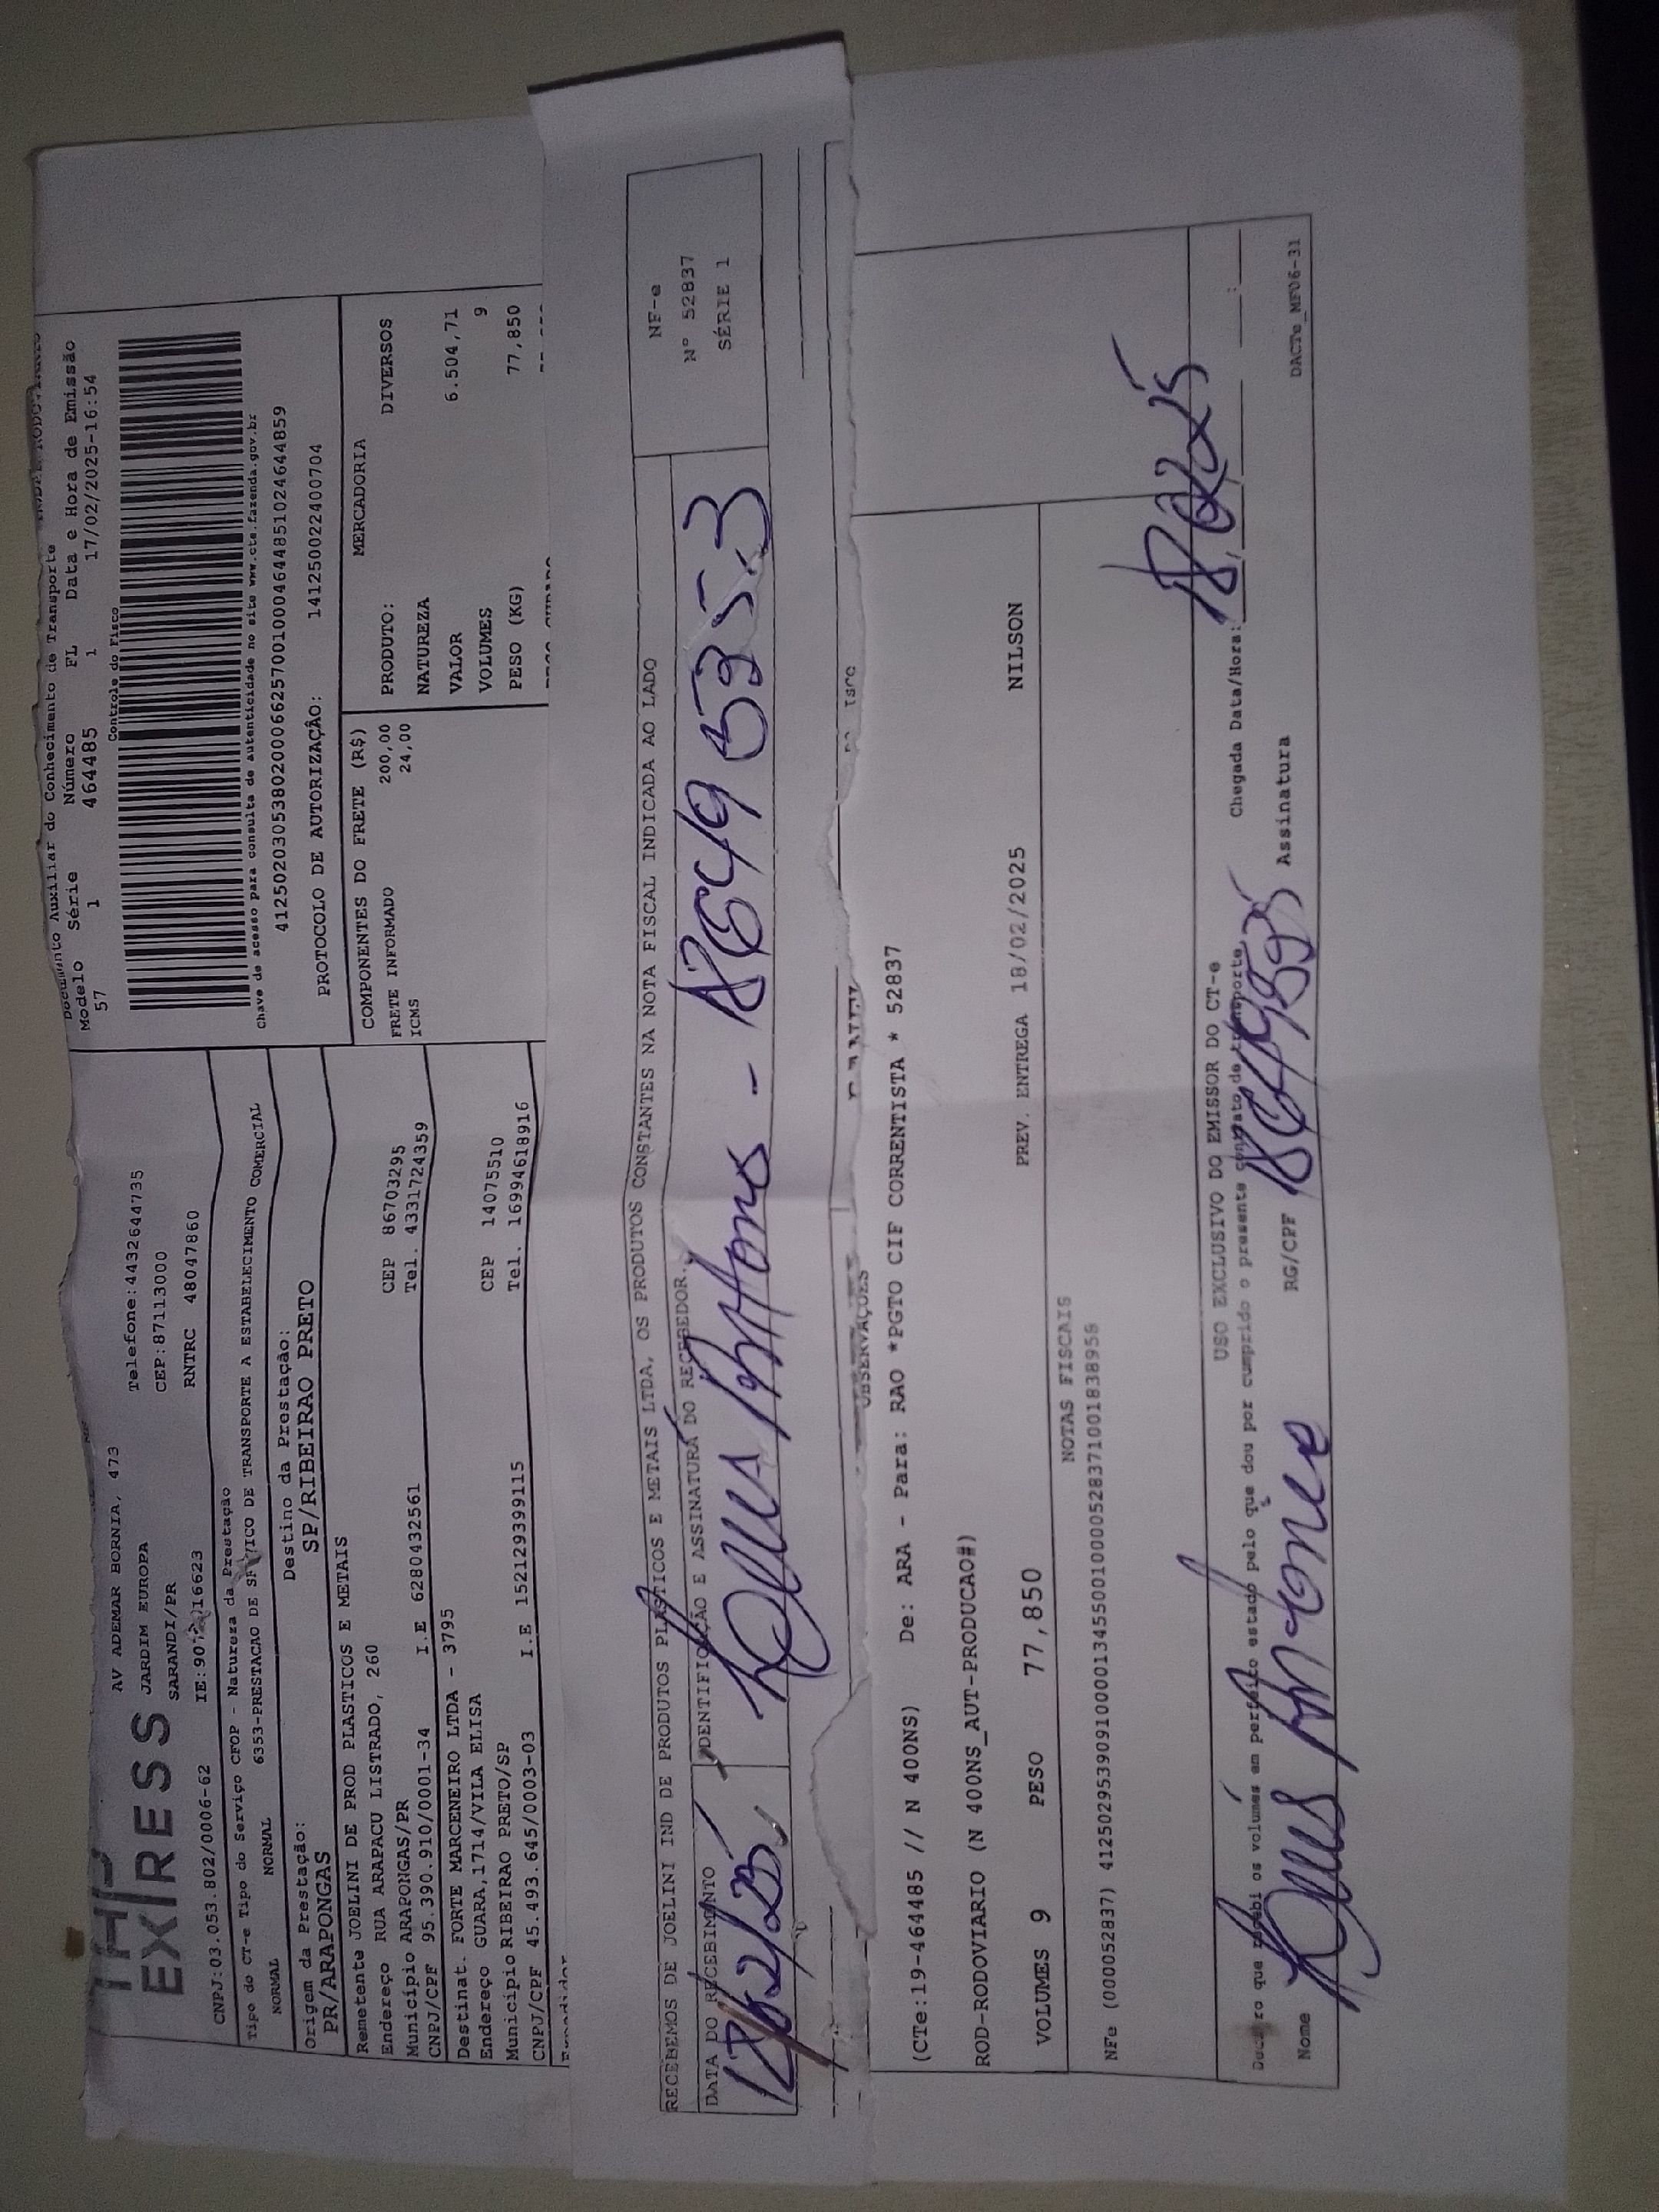 EXPRESS
AV ADEMAR BORNIA, 473
JARDIM EUROPA
SARANDI/PR
Telefone:4432644735
CEP:87113000
CNPJ:03.053.802/0006-62
RNTRC 48047860
Tipo do CT-e Tipo do Serviço CFOP - Natureza da Prestação
NORMAL NORMAL 6353-PRESTACAO DE TRANSPORTE A ESTABELECIMENTO COMERCIAL
Origem da Prestação: Destino da Prestação:
PR/ARAPONGAS SP/RIBEIRAO PRETO
Remetente JOELINI DE PROD PLASTICOS E METAIS
Endereço RUA ARAPACU LISTRADO, 260
Município ARAPONGAS/PR CEP 86703295
CNPJ/CPF 95.390.910/0001-34 I.E 6280432561 Tel. 4331724359
Destinat. FORTE MARCENEIRO LTDA - 3795
Endereço GUARA,1714/VILA ELISA
Município RIBEIRAO PRETO/SP CEP 14075510
CNPJ/CPF 45.493.645/0003-03 I.E 152129399115 Tel. 16994618916
Documento Auxiliar do Conhecimento de Transporte
Modelo Série Número FL Data e Hora de Emissão
57 1 464485 1 17/02/2025-16:54
Controle do Fisco
Chave de acesso para consulta de autenticidade no site www.cte.fazenda.gov.br
41250203053802000662570010004644851024644859
PROTOCOLO DE AUTORIZAÇÃO: 141250022400704
COMPONENTES DO FRETE (R$)
FRETE INFORMADO 200,00
ICMS 24,00
MERCADORIA
PRODUTO: DIVERSOS
NATUREZA
VALOR 6.504,71
VOLUMES 9
PESO (KG) 77,850
RECEBEMOS DE JOELINI IND DE PRODUTOS PLASTICOS E METAIS LTDA, OS PRODUTOS CONSTANTES NA NOTA FISCAL INDICADA AO LADO
DATA DO RECEBIMENTO
IDENTIFICAÇÃO E ASSINATURA DO RECEBEDOR.
NF-e
Nº 52837
SÉRIE 1
OBSERVAÇÕES
(CTe:19-464485 // N 400NS) De: ARA - Para: RAO *PGTO CIF CORRENTISTA * 52837
ROD-RODOVIARIO (N 400NS_AUT-PRODUCAO#)
VOLUMES 9 PESO 77,850 PREV. ENTREGA 18/02/2025 NILSON
NOTAS FISCAIS
NFe (000052837) 41250295390910000134550010000528371001838958
USO EXCLUSIVO DO EMISSOR DO CT-e
que recebi os volumes em perfeito estado pelo que dou por cumprido o presente contrato de transporte
Nome RG/CPF
Chegada Data/Hora: 18/02/25
Assinatura
DACTe_MF06-31